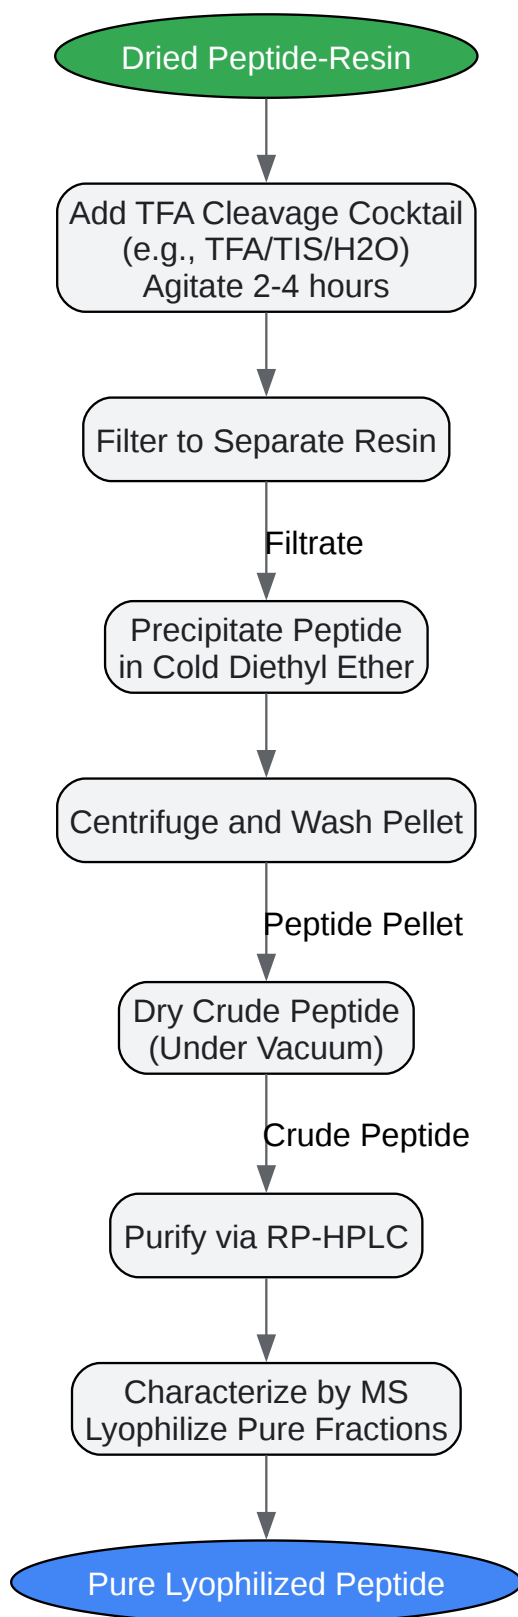 Dried Peptide-Resin
Add TFA Cleavage Cocktail
(e.g., TFA/TIS/H2O)
Agitate 2-4 hours
Filter to Separate Resin
Filtrate
Precipitate Peptide
in Cold Diethyl Ether
Centrifuge and Wash Pellet
Peptide Pellet
Dry Crude Peptide
(Under Vacuum)
Crude Peptide
Purify via RP-HPLC
Characterize by MS
Lyophilize Pure Fractions
Pure Lyophilized Peptide